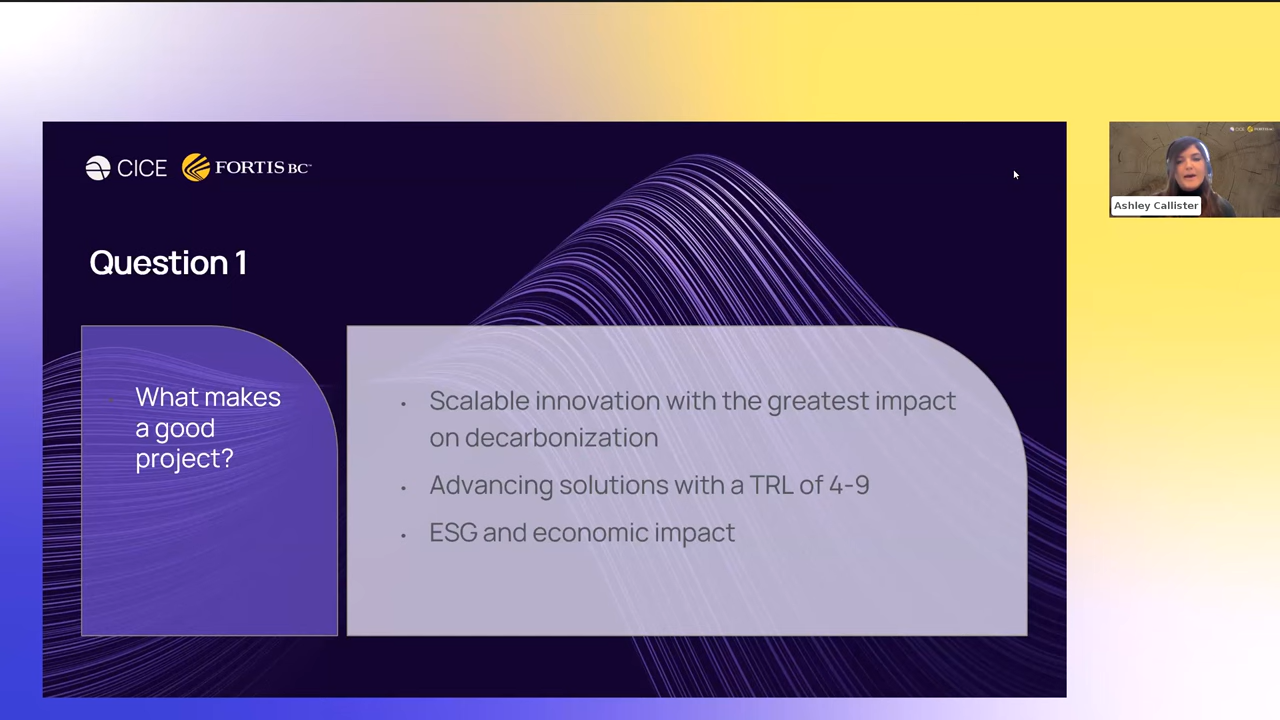 CICE FORTIS BC™
Question 1
What makes
a good
project?
• Scalable innovation with the greatest impact
on decarbonization
• Advancing solutions with a TRL of 4-9
• ESG and economic impact
Ashley Callister